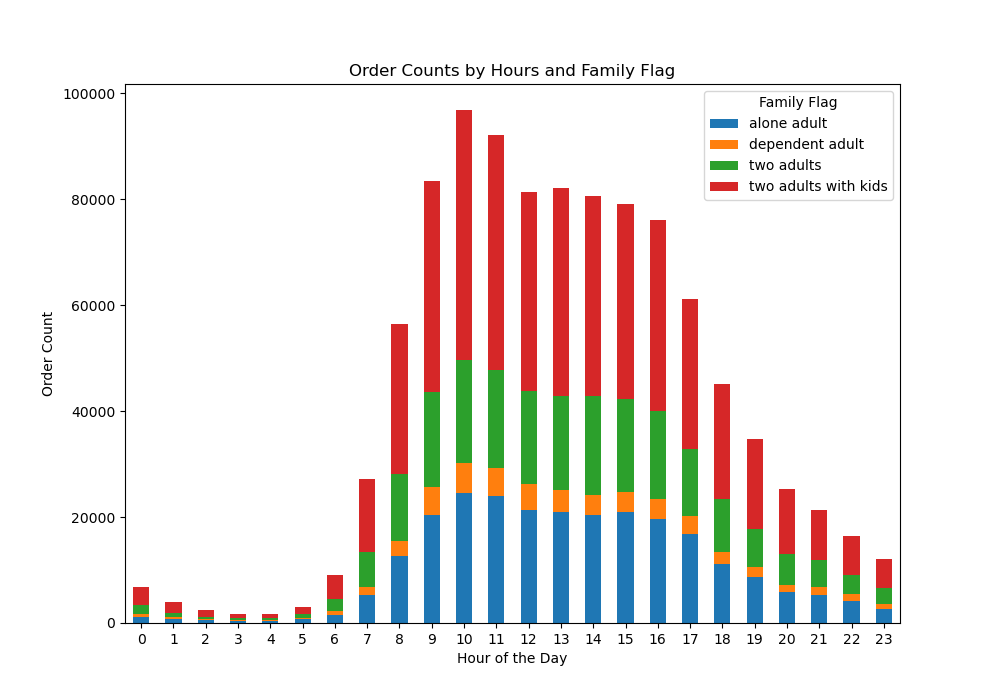 Order Counts by Hours and Family Flag
Family Flag
alone adult
dependent adult
two adults
two adults with kids
Order Count
100000
80000
60000
40000
20000
0
0 1 2 3 4 5 6 7 8 9 10 11 12 13 14 15 16 17 18 19 20 21 22 23
Hour of the Day